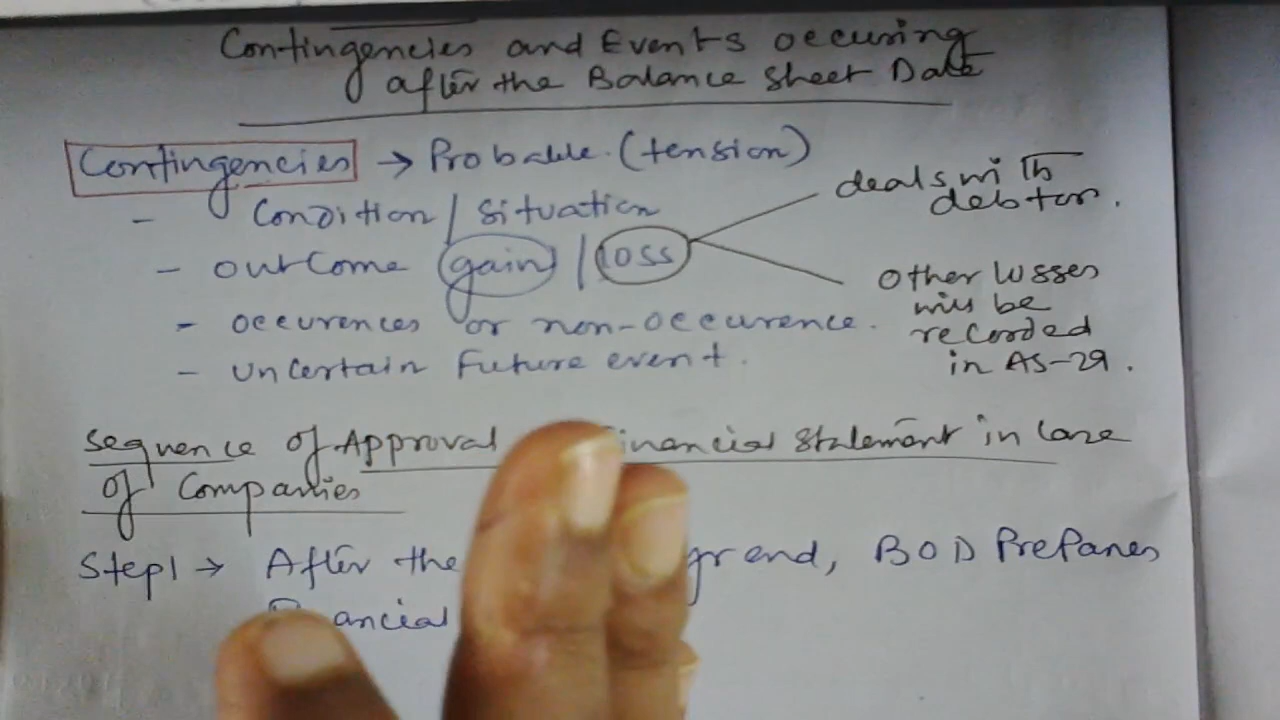 Contingencies and Events occuring
after the Balance Sheet Date
Contingencies → Probable. (tension)
- Condition / situation
- outcome gain / loss
deals with
debtors.
Other losses
will be
recorded
in AS-29.
- occurences or non-occurence.
- uncertain future event.
Sequence of Approval Financial Statement in Case
of Companies
Step1 → After the end, BOD Prepares